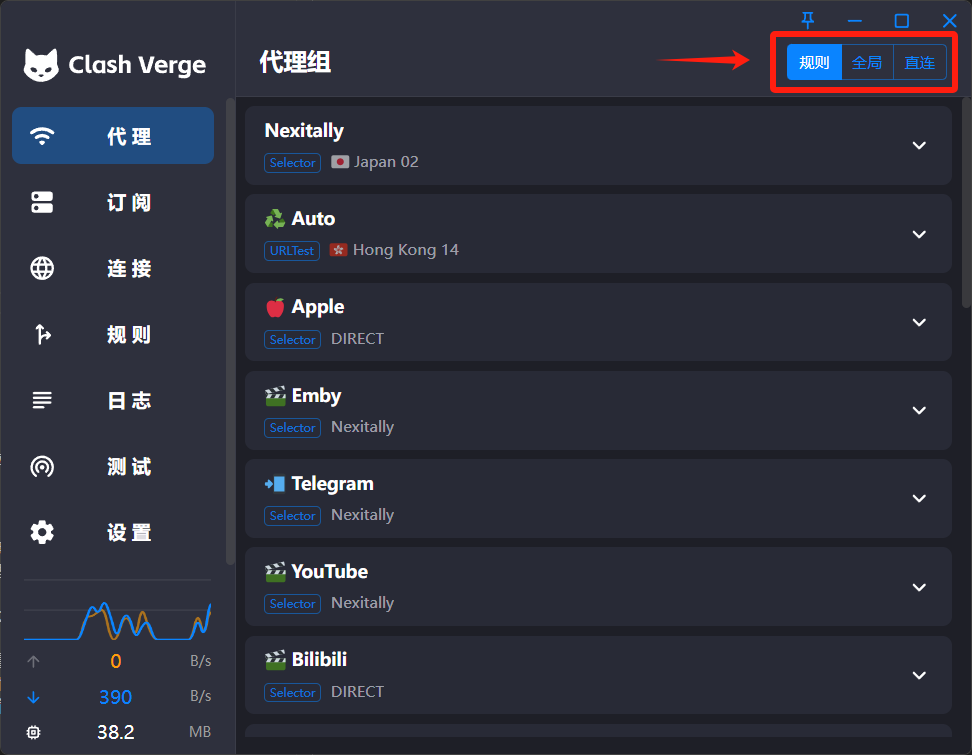 Clash Verge
代理
订阅
连接
规则
日志
测试
设置
0 B/s
390 B/s
38.2 MB
代理组
规则 全局 直连
Nexitally
Selector Japan 02
Auto
URLTest Hong Kong 14
Apple
Selector DIRECT
Emby
Selector Nexitally
Telegram
Selector Nexitally
YouTube
Selector Nexitally
Bilibili
Selector DIRECT